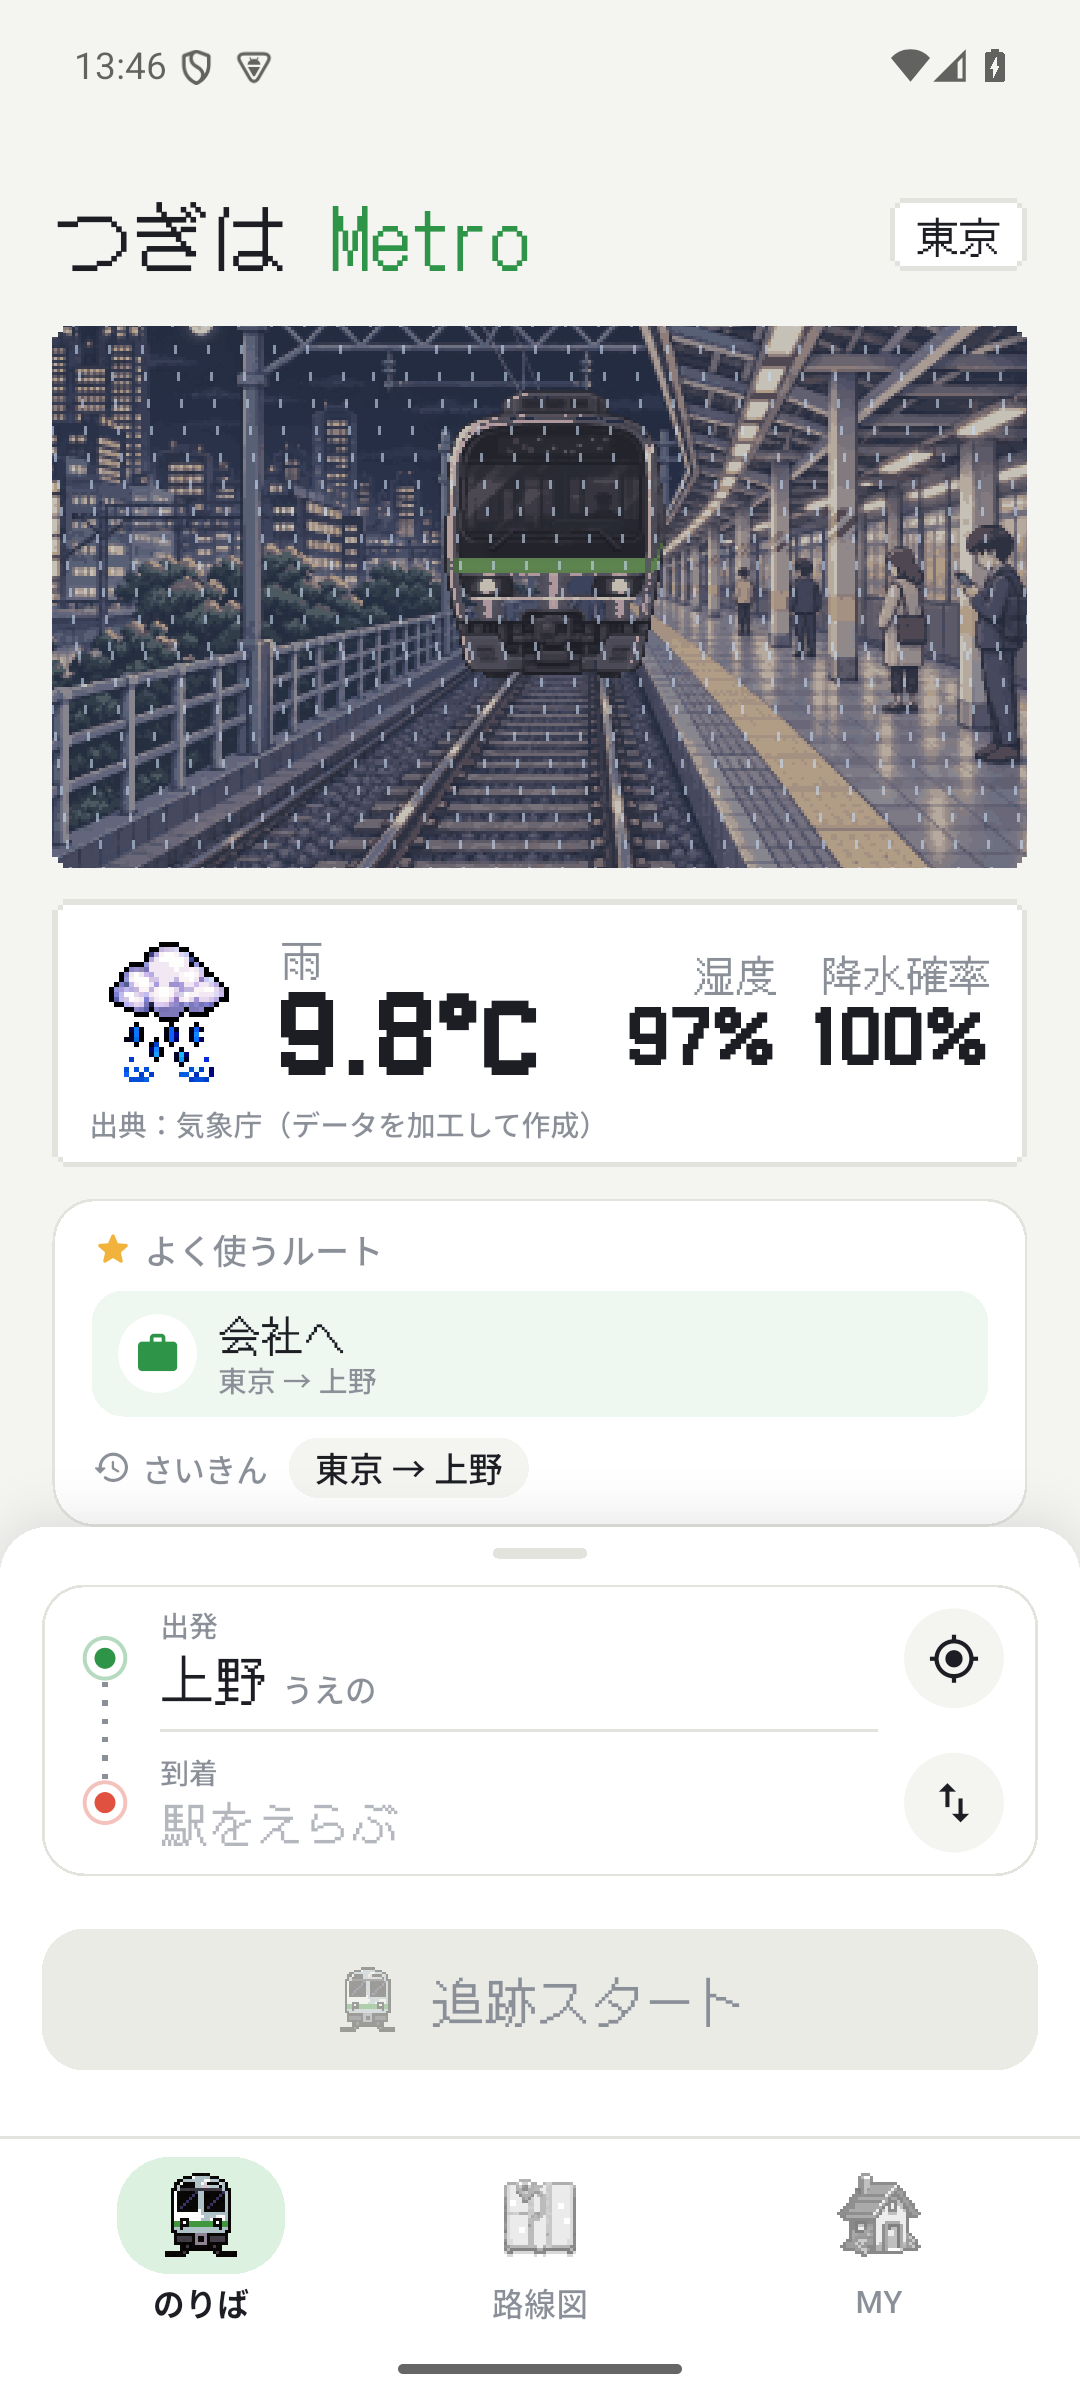 13:46
つぎは Metro
東京
雨
9.8°C
湿度
97%
降水確率
100%
出典：気象庁（データを加工して作成）
よく使うルート
会社へ
東京 → 上野
さいきん
東京 → 上野
出発
上野 うえの
到着
駅をえらぶ
追跡スタート
のりば
路線図
MY